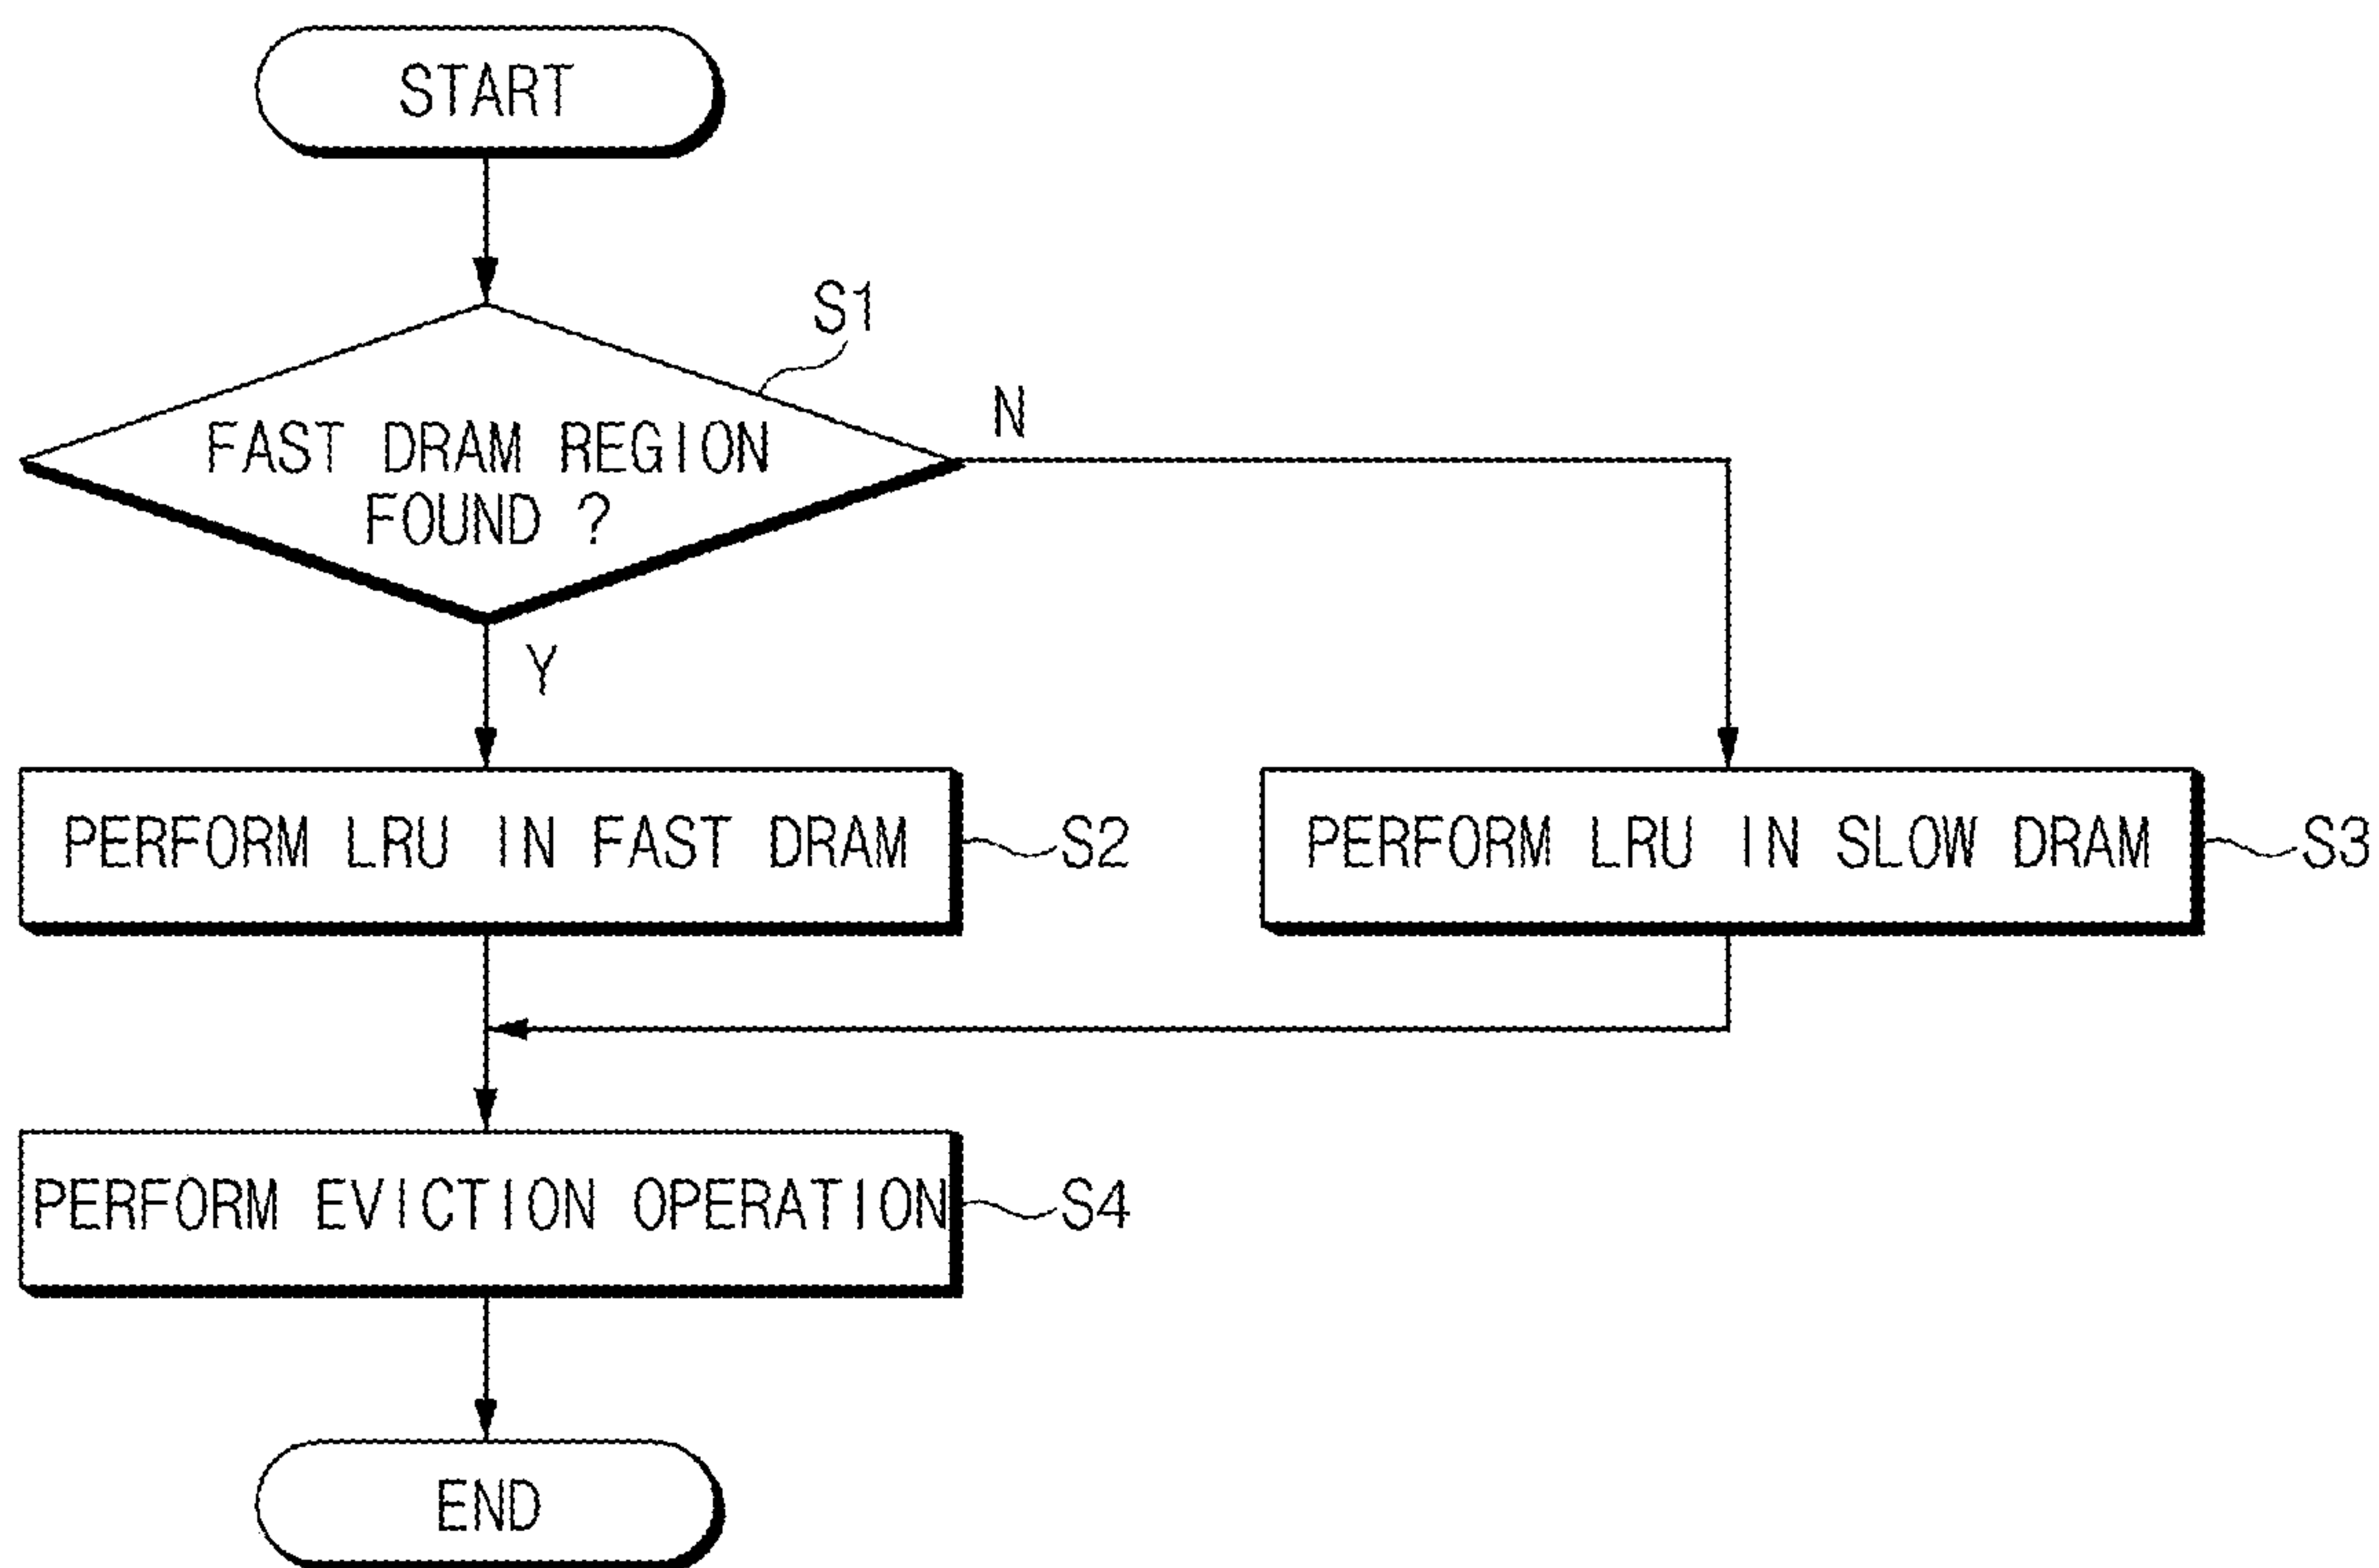 START
S1
N
FAST DRAM REGION
FOUND ?
Y
PERFORM LRU IN FAST DRAM
S2
PERFORM LRU IN SLOW DRAM
S3
PERFORM EVICTION OPERATION
S4
END